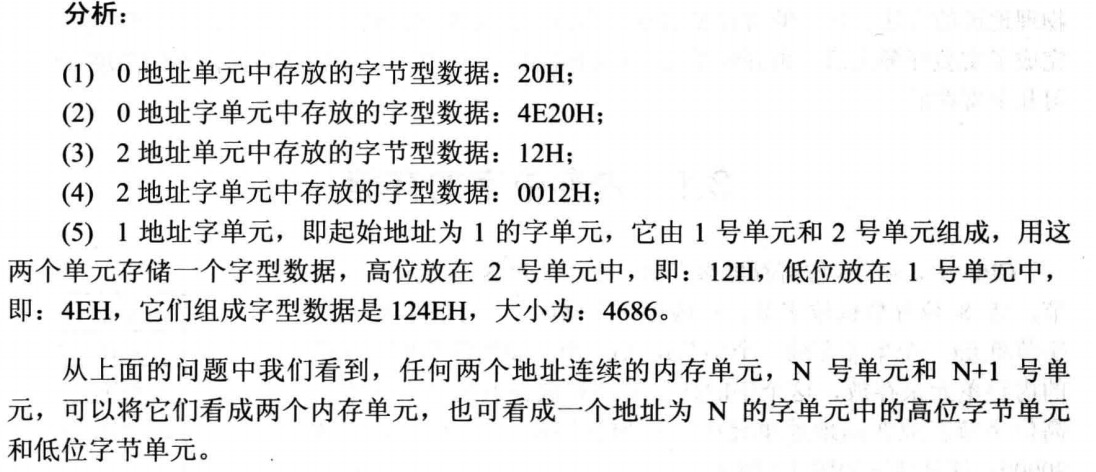 分析：
(1) 0 地址单元中存放的字节型数据：20H；
(2) 0 地址字单元中存放的字型数据：4E20H；
(3) 2 地址单元中存放的字节型数据：12H；
(4) 2 地址字单元中存放的字型数据：0012H；
(5) 1 地址字单元，即起始地址为 1 的字单元，它由 1 号单元和 2 号单元组成，用这
两个单元存储一个字型数据，高位放在 2 号单元中，即：12H，低位放在 1 号单元中，
即：4EH，它们组成字型数据是 124EH，大小为：4686。
从上面的问题中我们看到，任何两个地址连续的内存单元，N 号单元和 N+1 号单
元，可以将它们看成两个内存单元，也可看成一个地址为 N 的字单元中的高位字节单元
和低位字节单元。